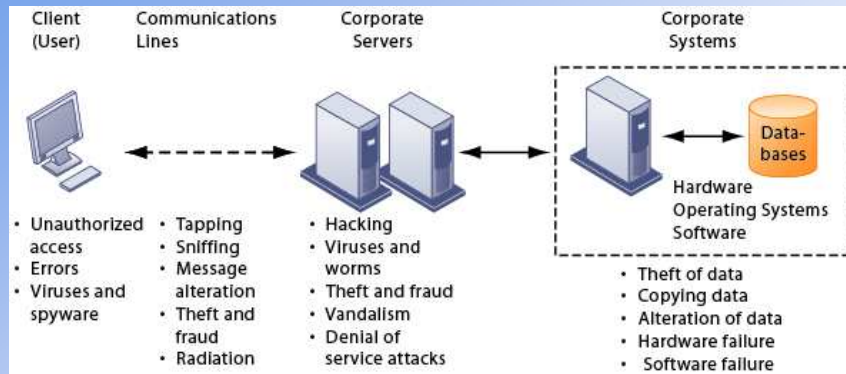 Client
(User)
Communications
Lines
Corporate
Servers
Corporate
Systems
Data-
bases
Hardware
Operating Systems
Software
• Unauthorized
access
• Errors
• Viruses and
spyware
• Tapping
• Sniffing
• Message
alteration
• Theft and
fraud
• Radiation
• Hacking
• Viruses and
worms
• Theft and fraud
• Vandalism
• Denial of
service attacks
• Theft of data
• Copying data
• Alteration of data
• Hardware failure
• Software failure